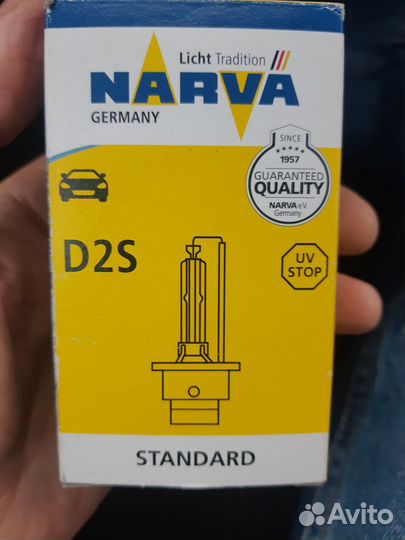 Licht Tradition
NARVA
GERMANY
SINCE
1957
GUARANTEED
QUALITY
NARVA e.V.
Germany
D2S
UV
STOP
STANDARD
Avito